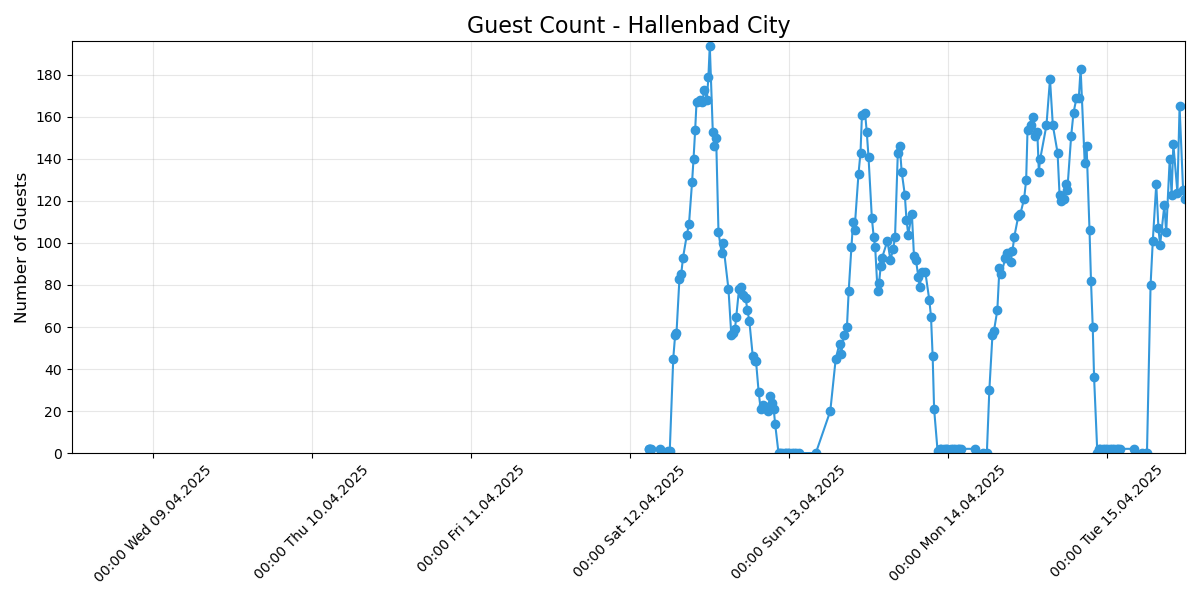 Guest Count - Hallenbad City
Number of Guests
180
160
140
120
100
80
60
40
20
0
00:00 Wed 09.04.2025
00:00 Thu 10.04.2025
00:00 Fri 11.04.2025
00:00 Sat 12.04.2025
00:00 Sun 13.04.2025
00:00 Mon 14.04.2025
00:00 Tue 15.04.2025